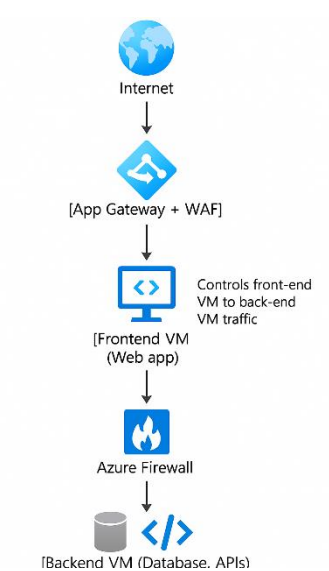 Internet
[App Gateway + WAF]
Controls front-end
VM to back-end
VM traffic
[Frontend VM
(Web app)
Azure Firewall
[Backend VM (Database, APIs)